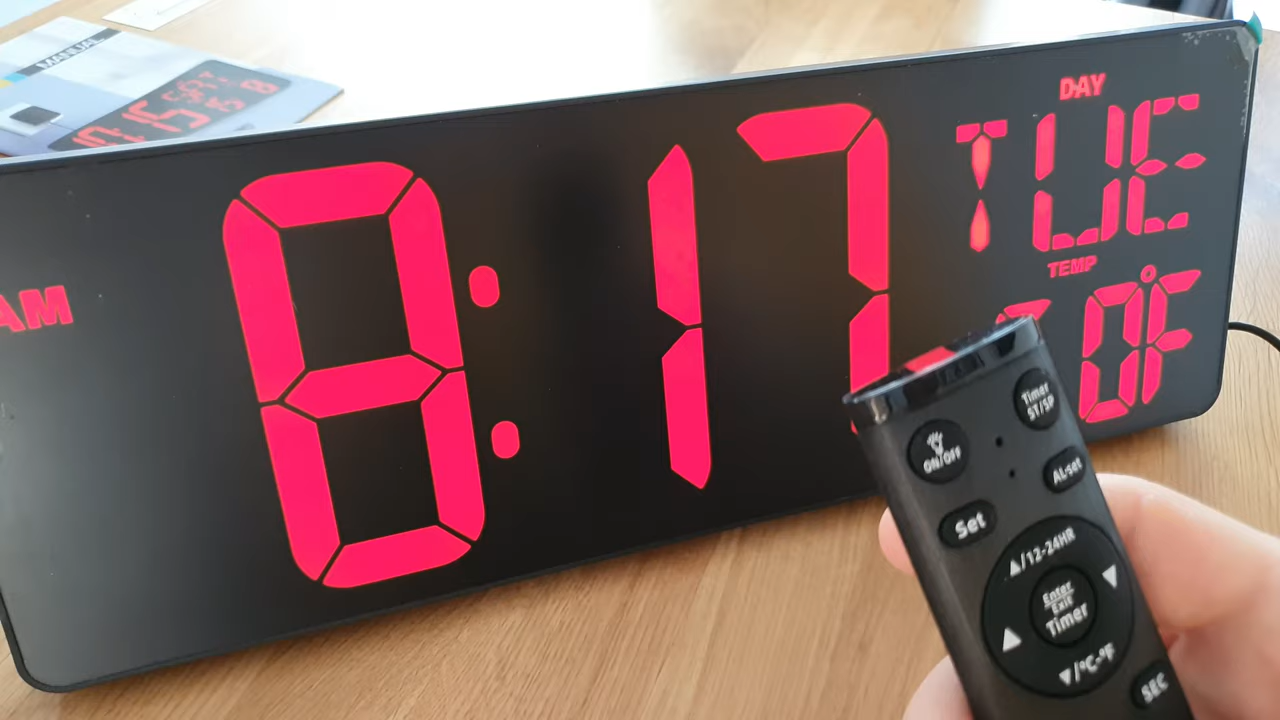 MANUAL
AM
8:17
DAY
TUE
TEMP
0°F
ON/OFF
Timer
ST/SP
AL-set
Set
▲/12-24HR
Enter
Exit
Timer
▼/°C-°F
SEC